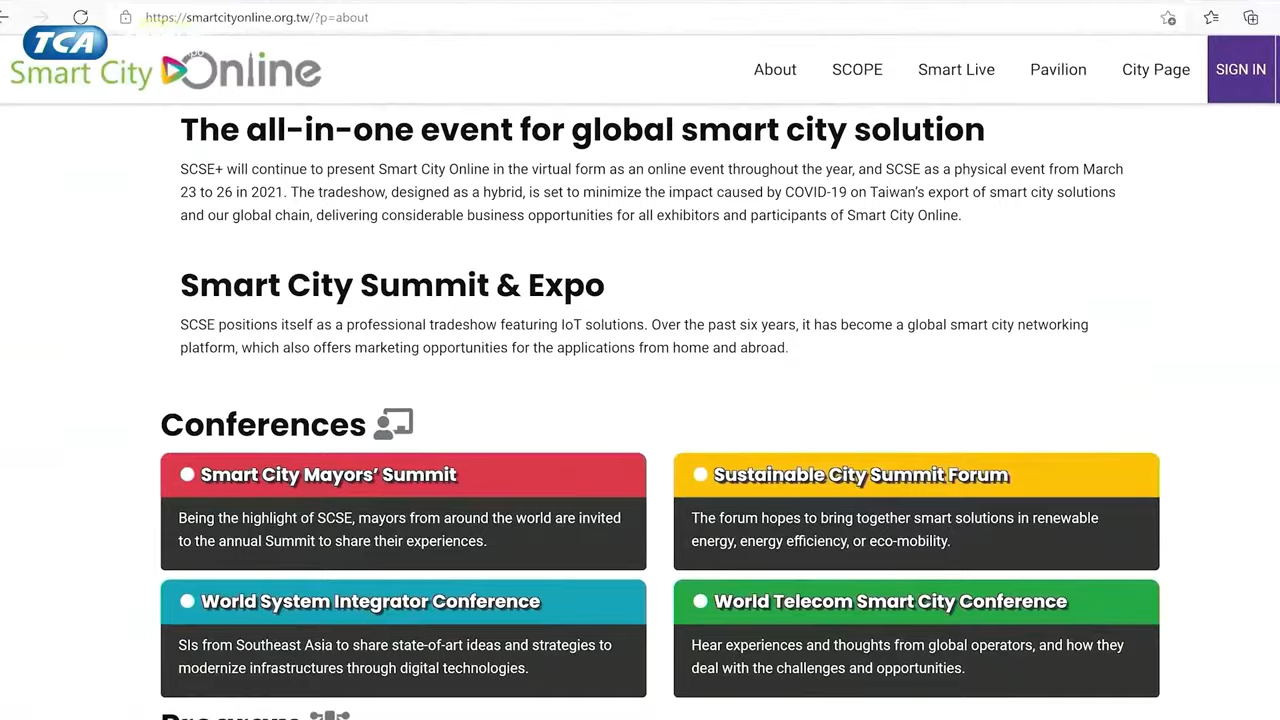 https://smartcityonline.org.tw/?p=about
TCA
Smart City Online
About SCOPE Smart Live Pavilion City Page SIGN IN
The all-in-one event for global smart city solution
SCSE+ will continue to present Smart City Online in the virtual form as an online event throughout the year, and SCSE as a physical event from March
23 to 26 in 2021. The tradeshow, designed as a hybrid, is set to minimize the impact caused by COVID-19 on Taiwan’s export of smart city solutions
and our global chain, delivering considerable business opportunities for all exhibitors and participants of Smart City Online.
Smart City Summit & Expo
SCSE positions itself as a professional tradeshow featuring IoT solutions. Over the past six years, it has become a global smart city networking
platform, which also offers marketing opportunities for the applications from home and abroad.
Conferences
Smart City Mayors’ Summit
Being the highlight of SCSE, mayors from around the world are invited
to the annual Summit to share their experiences.
Sustainable City Summit Forum
The forum hopes to bring together smart solutions in renewable
energy, energy efficiency, or eco-mobility.
World System Integrator Conference
SIs from Southeast Asia to share state-of-art ideas and strategies to
modernize infrastructures through digital technologies.
World Telecom Smart City Conference
Hear experiences and thoughts from global operators, and how they
deal with the challenges and opportunities.